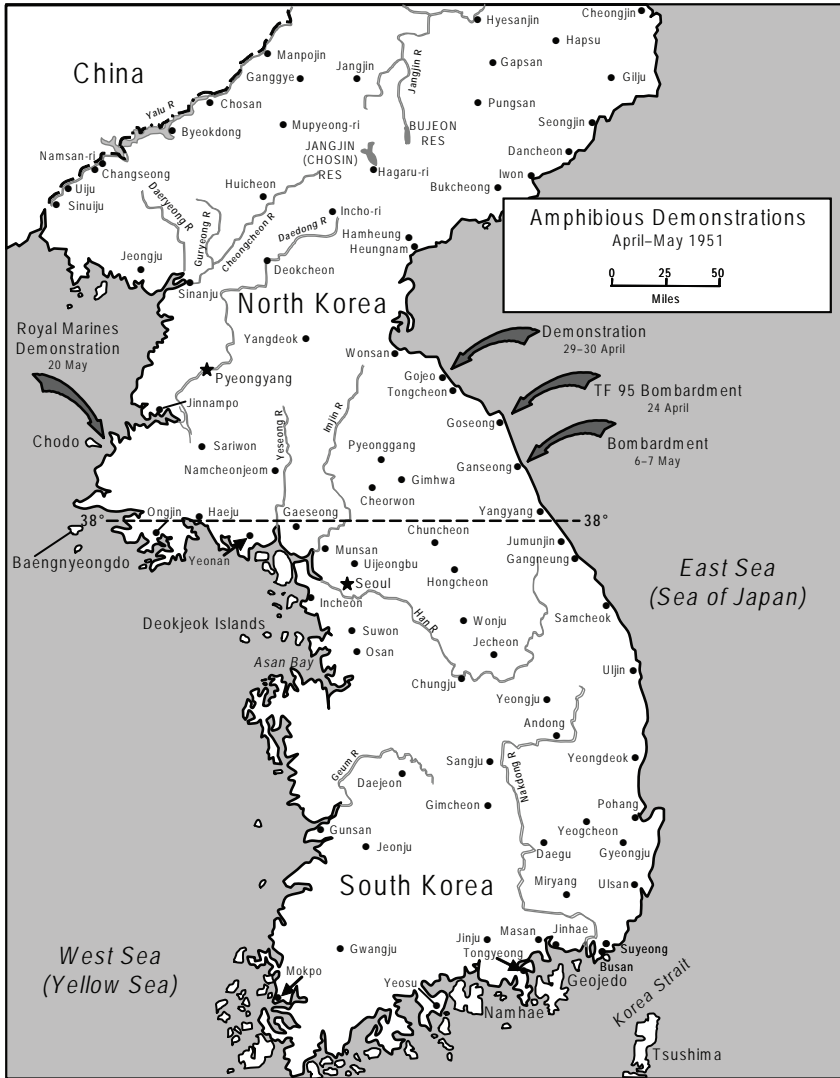 Cheongjin
Hyesanjin
Hapsu
China
Manpojin
Jangjin R
Gapsan
Ganggye
Jangjin
Gilju
Yalu R
Chosan
Pungsan
Byeokdong
Mupyeong-ri
BUJEON
RES
Seongjin
JANGJIN
(CHOSIN)
RES
Dancheon
Namsan-ri
Changseong
Hagaru-ri
Iwon
Uiju
Daeryeong R
Huicheon
Bukcheong
Sinuiju
Guryeong R
Cheongcheon R
Incho-ri
Amphibious Demonstrations
April–May 1951
0 25 50
Miles
Daedong R
Hamheung
Heungnam
Jeongju
Deokcheon
Sinanju
North Korea
Royal Marines
Demonstration
20 May
Yangdeok
Wonsan
Demonstration
29–30 April
Pyeongyang
Gojeo
Tongcheon
TF 95 Bombardment
24 April
Jinnampo
Imjin R
Yeseong R
Goseong
Chodo
Sariwon
Pyeonggang
Bombardment
6–7 May
Namcheonjeom
Gimhwa
Ganseong
Cheorwon
Ongjin
Haeju
Gaeseong
Yangyang
38°
38°
Baengnyeongdo
Yeonan
Munsan
Chuncheon
Jumunjin
Uijeongbu
Gangneung
Seoul
Hongcheon
East Sea
(Sea of Japan)
Incheon
Deokjeok Islands
Han R
Wonju
Samcheok
Suwon
Osan
Jecheon
Asan Bay
Chungju
Uljin
Yeongju
Andong
Geum R
Sangju
Nakdong R
Yeongdeok
Daejeon
Gimcheon
Pohang
Gunsan
Yeogcheon
Jeonju
Daegu
Gyeongju
South Korea
Miryang
Ulsan
West Sea
(Yellow Sea)
Gwangju
Jinju
Masan
Jinhae
Tongyeong
Suyeong
Busan
Mokpo
Yeosu
Geojedo
Namhae
Korea Strait
Tsushima